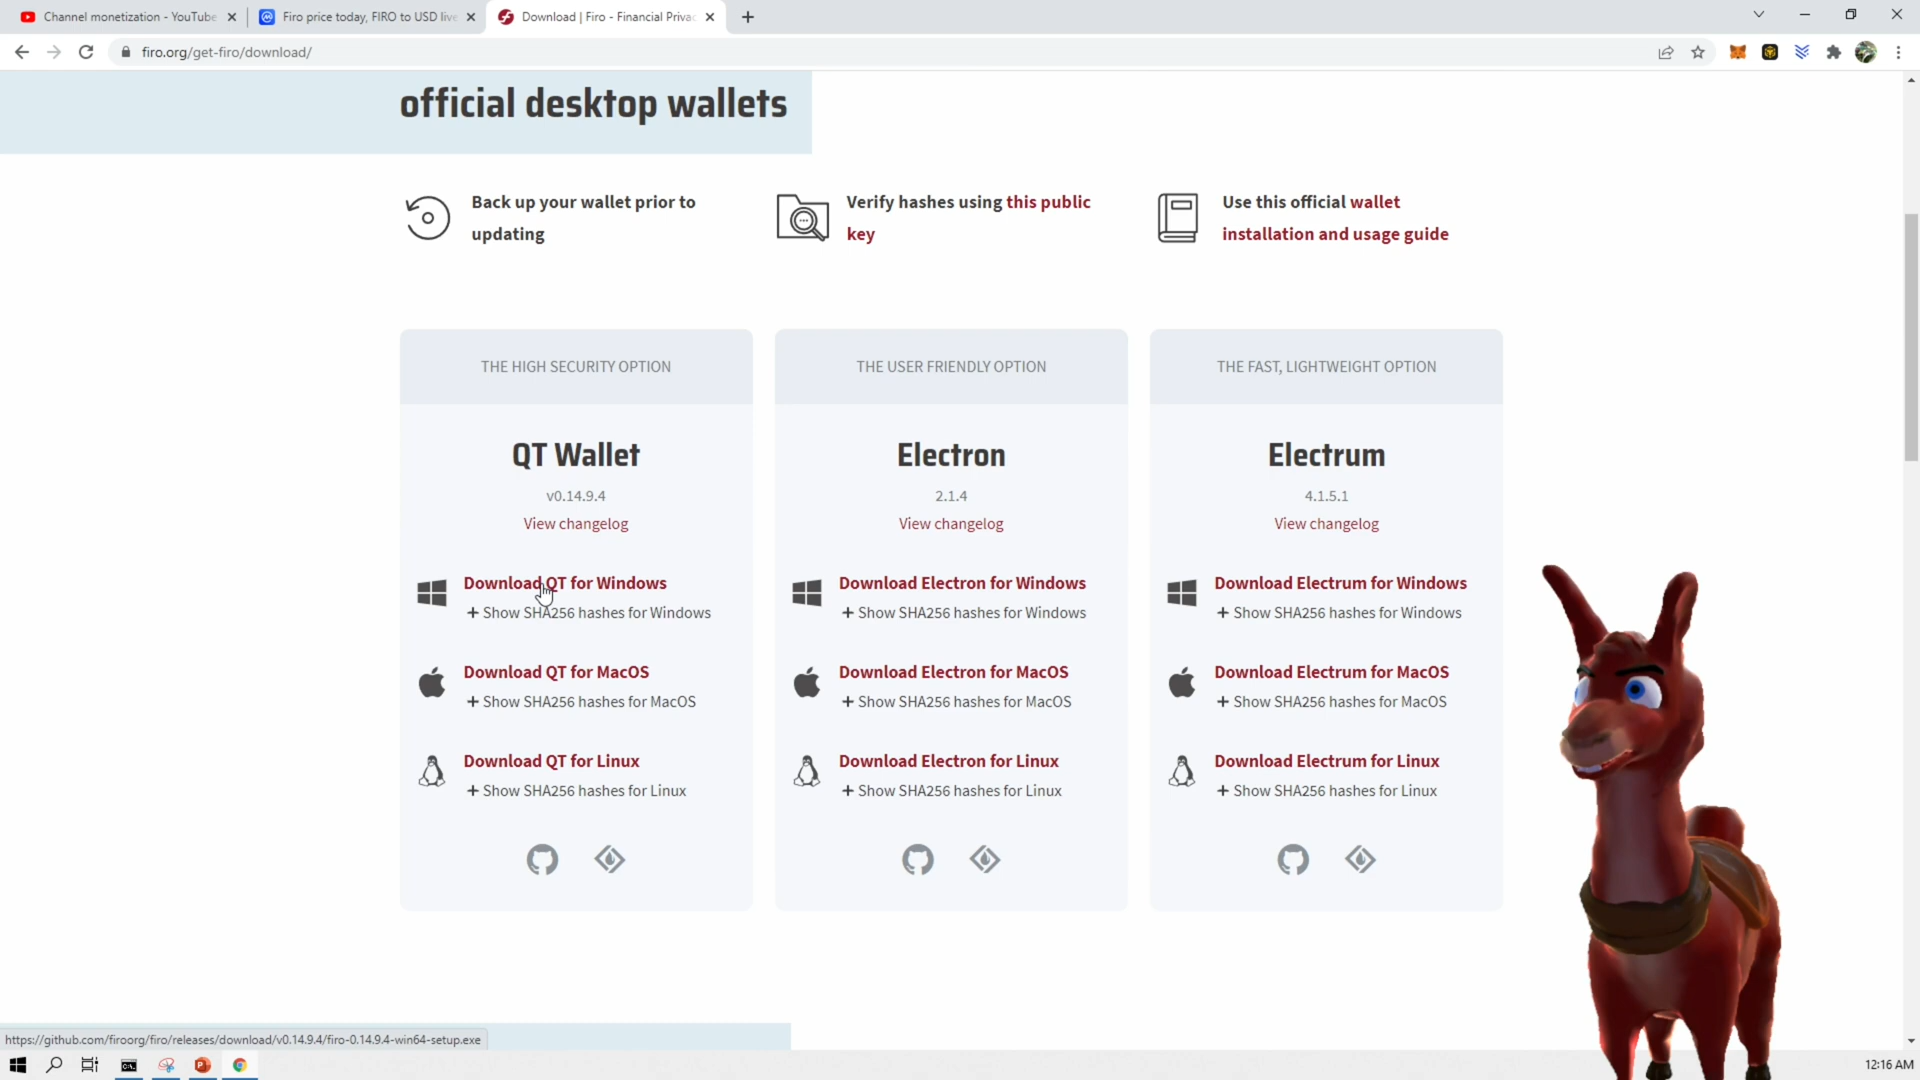 Channel monetization - YouTube
Firo price today, FIRO to USD live
Download | Firo - Financial Privac
firo.org/get-firo/download/
official desktop wallets
Back up your wallet prior to
updating
Verify hashes using this public
key
Use this official wallet
installation and usage guide
THE HIGH SECURITY OPTION
QT Wallet
v0.14.9.4
View changelog
Download QT for Windows
+ Show SHA256 hashes for Windows
Download QT for MacOS
+ Show SHA256 hashes for MacOS
Download QT for Linux
+ Show SHA256 hashes for Linux
THE USER FRIENDLY OPTION
Electron
2.1.4
View changelog
Download Electron for Windows
+ Show SHA256 hashes for Windows
Download Electron for MacOS
+ Show SHA256 hashes for MacOS
Download Electron for Linux
+ Show SHA256 hashes for Linux
THE FAST, LIGHTWEIGHT OPTION
Electrum
4.1.5.1
View changelog
Download Electrum for Windows
+ Show SHA256 hashes for Windows
Download Electrum for MacOS
+ Show SHA256 hashes for MacOS
Download Electrum for Linux
+ Show SHA256 hashes for Linux
https://github.com/firoorg/firo/releases/download/v0.14.9.4/firo-0.14.9.4-win64-setup.exe
12:16 AM